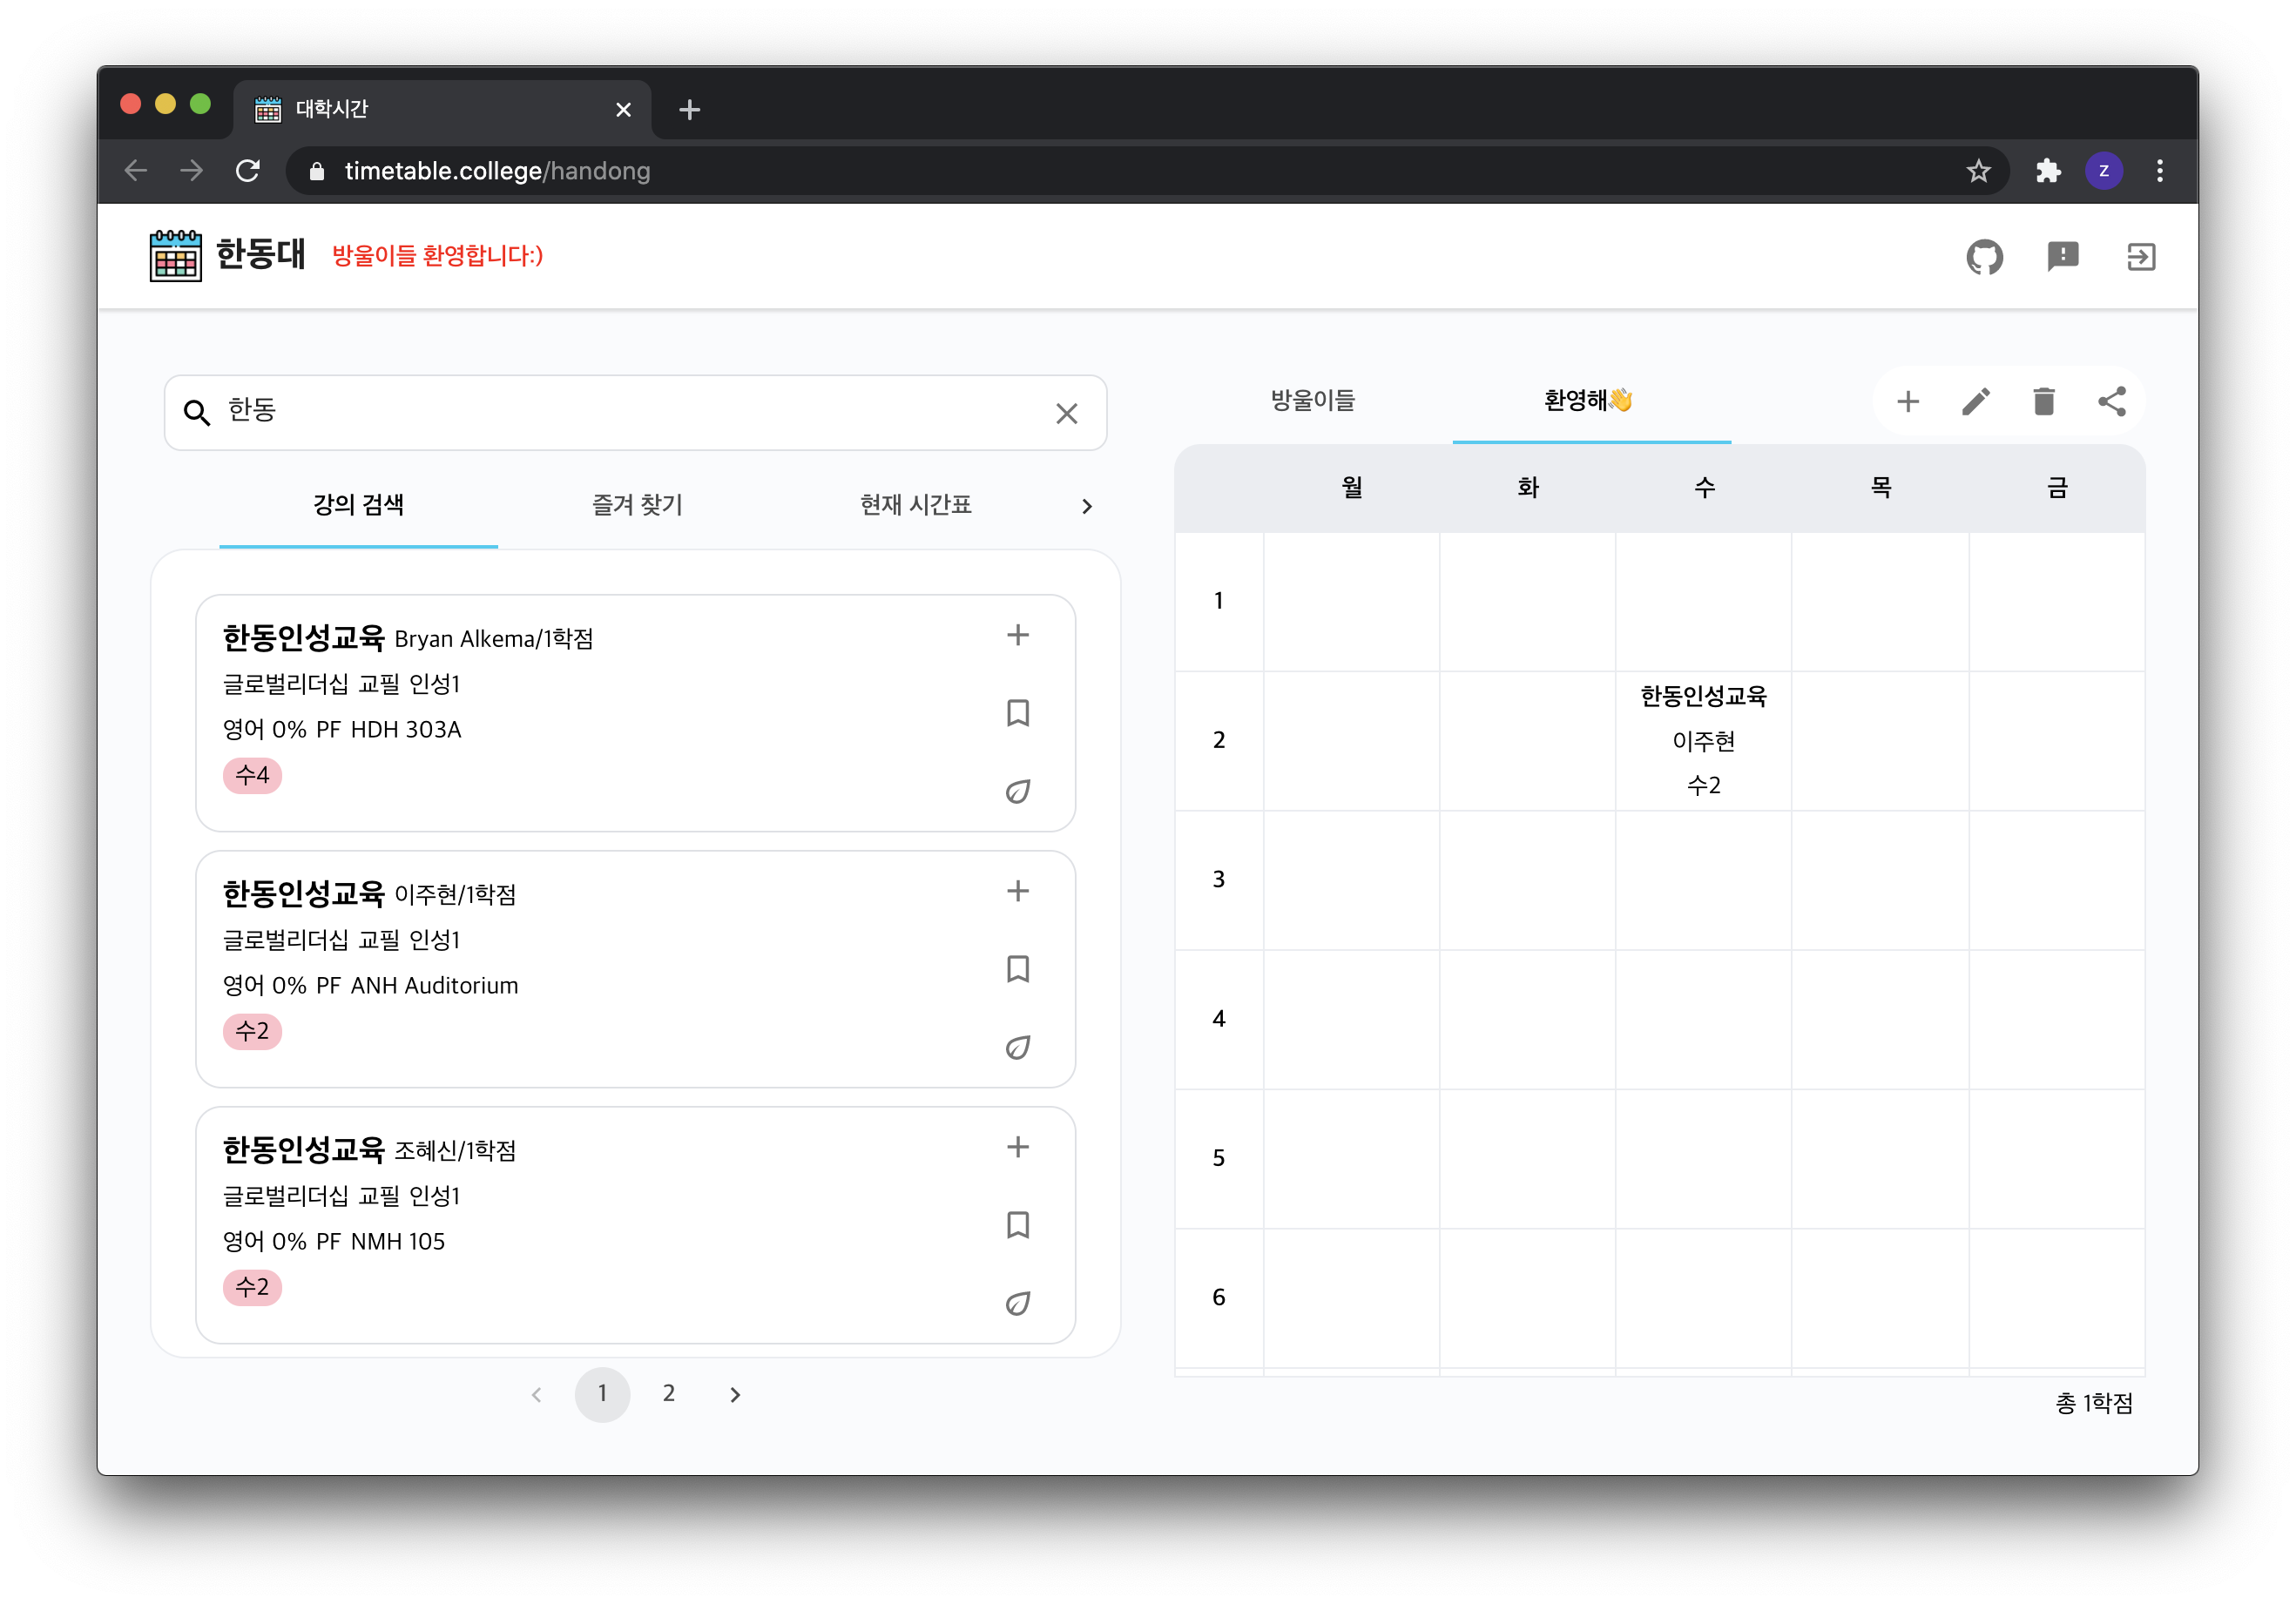 대학시간
timetable.college/handong
z
한동대 방울이들 환영합니다:)
한동
강의 검색 즐겨 찾기 현재 시간표
한동인성교육 Bryan Alkema/1학점
글로벌리더십 교필 인성1
영어 0% PF HDH 303A
수4
한동인성교육 이주현/1학점
글로벌리더십 교필 인성1
영어 0% PF ANH Auditorium
수2
한동인성교육 조혜신/1학점
글로벌리더십 교필 인성1
영어 0% PF NMH 105
수2
1 2
방울이들 환영해👋
월 화 수 목 금
1
2
한동인성교육
이주현
수2
3
4
5
6
총 1학점